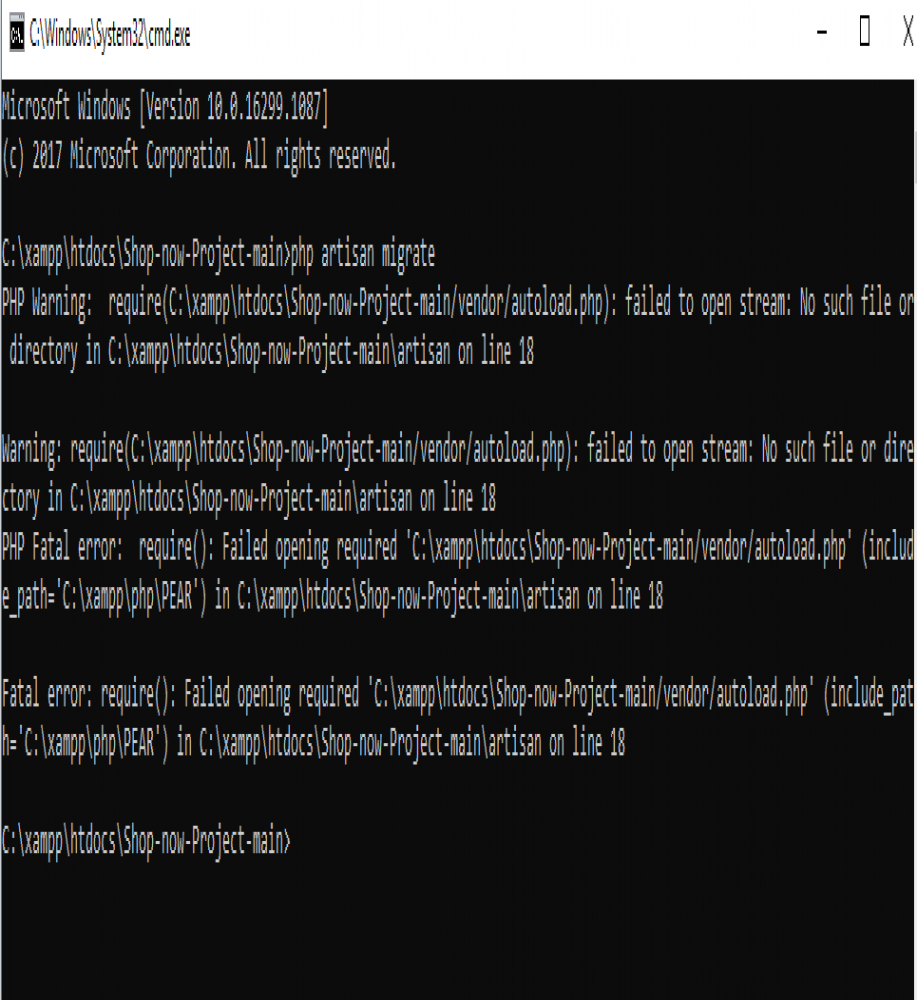 C:\Windows\System32\cmd.exe
Microsoft Windows [Version 10.0.16299.1087]
(c) 2017 Microsoft Corporation. All rights reserved.
C:\xampp\htdocs\Shop-now-Project-main>php artisan migrate
PHP Warning:  require(C:\xampp\htdocs\Shop-now-Project-main/vendor/autoload.php): failed to open stream: No such file or
 directory in C:\xampp\htdocs\Shop-now-Project-main\artisan on line 18
Warning: require(C:\xampp\htdocs\Shop-now-Project-main/vendor/autoload.php): failed to open stream: No such file or dire
ctory in C:\xampp\htdocs\Shop-now-Project-main\artisan on line 18
PHP Fatal error:  require(): Failed opening required 'C:\xampp\htdocs\Shop-now-Project-main/vendor/autoload.php' (includ
e_path='C:\xampp\php\PEAR') in C:\xampp\htdocs\Shop-now-Project-main\artisan on line 18
Fatal error: require(): Failed opening required 'C:\xampp\htdocs\Shop-now-Project-main/vendor/autoload.php' (include_pat
h='C:\xampp\php\PEAR') in C:\xampp\htdocs\Shop-now-Project-main\artisan on line 18
C:\xampp\htdocs\Shop-now-Project-main>